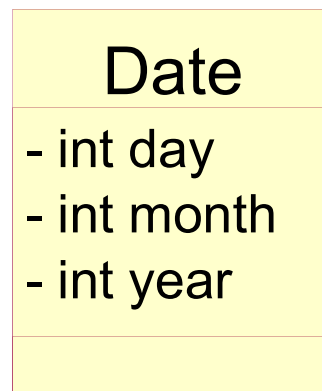 Date
- int day
- int month
- int year